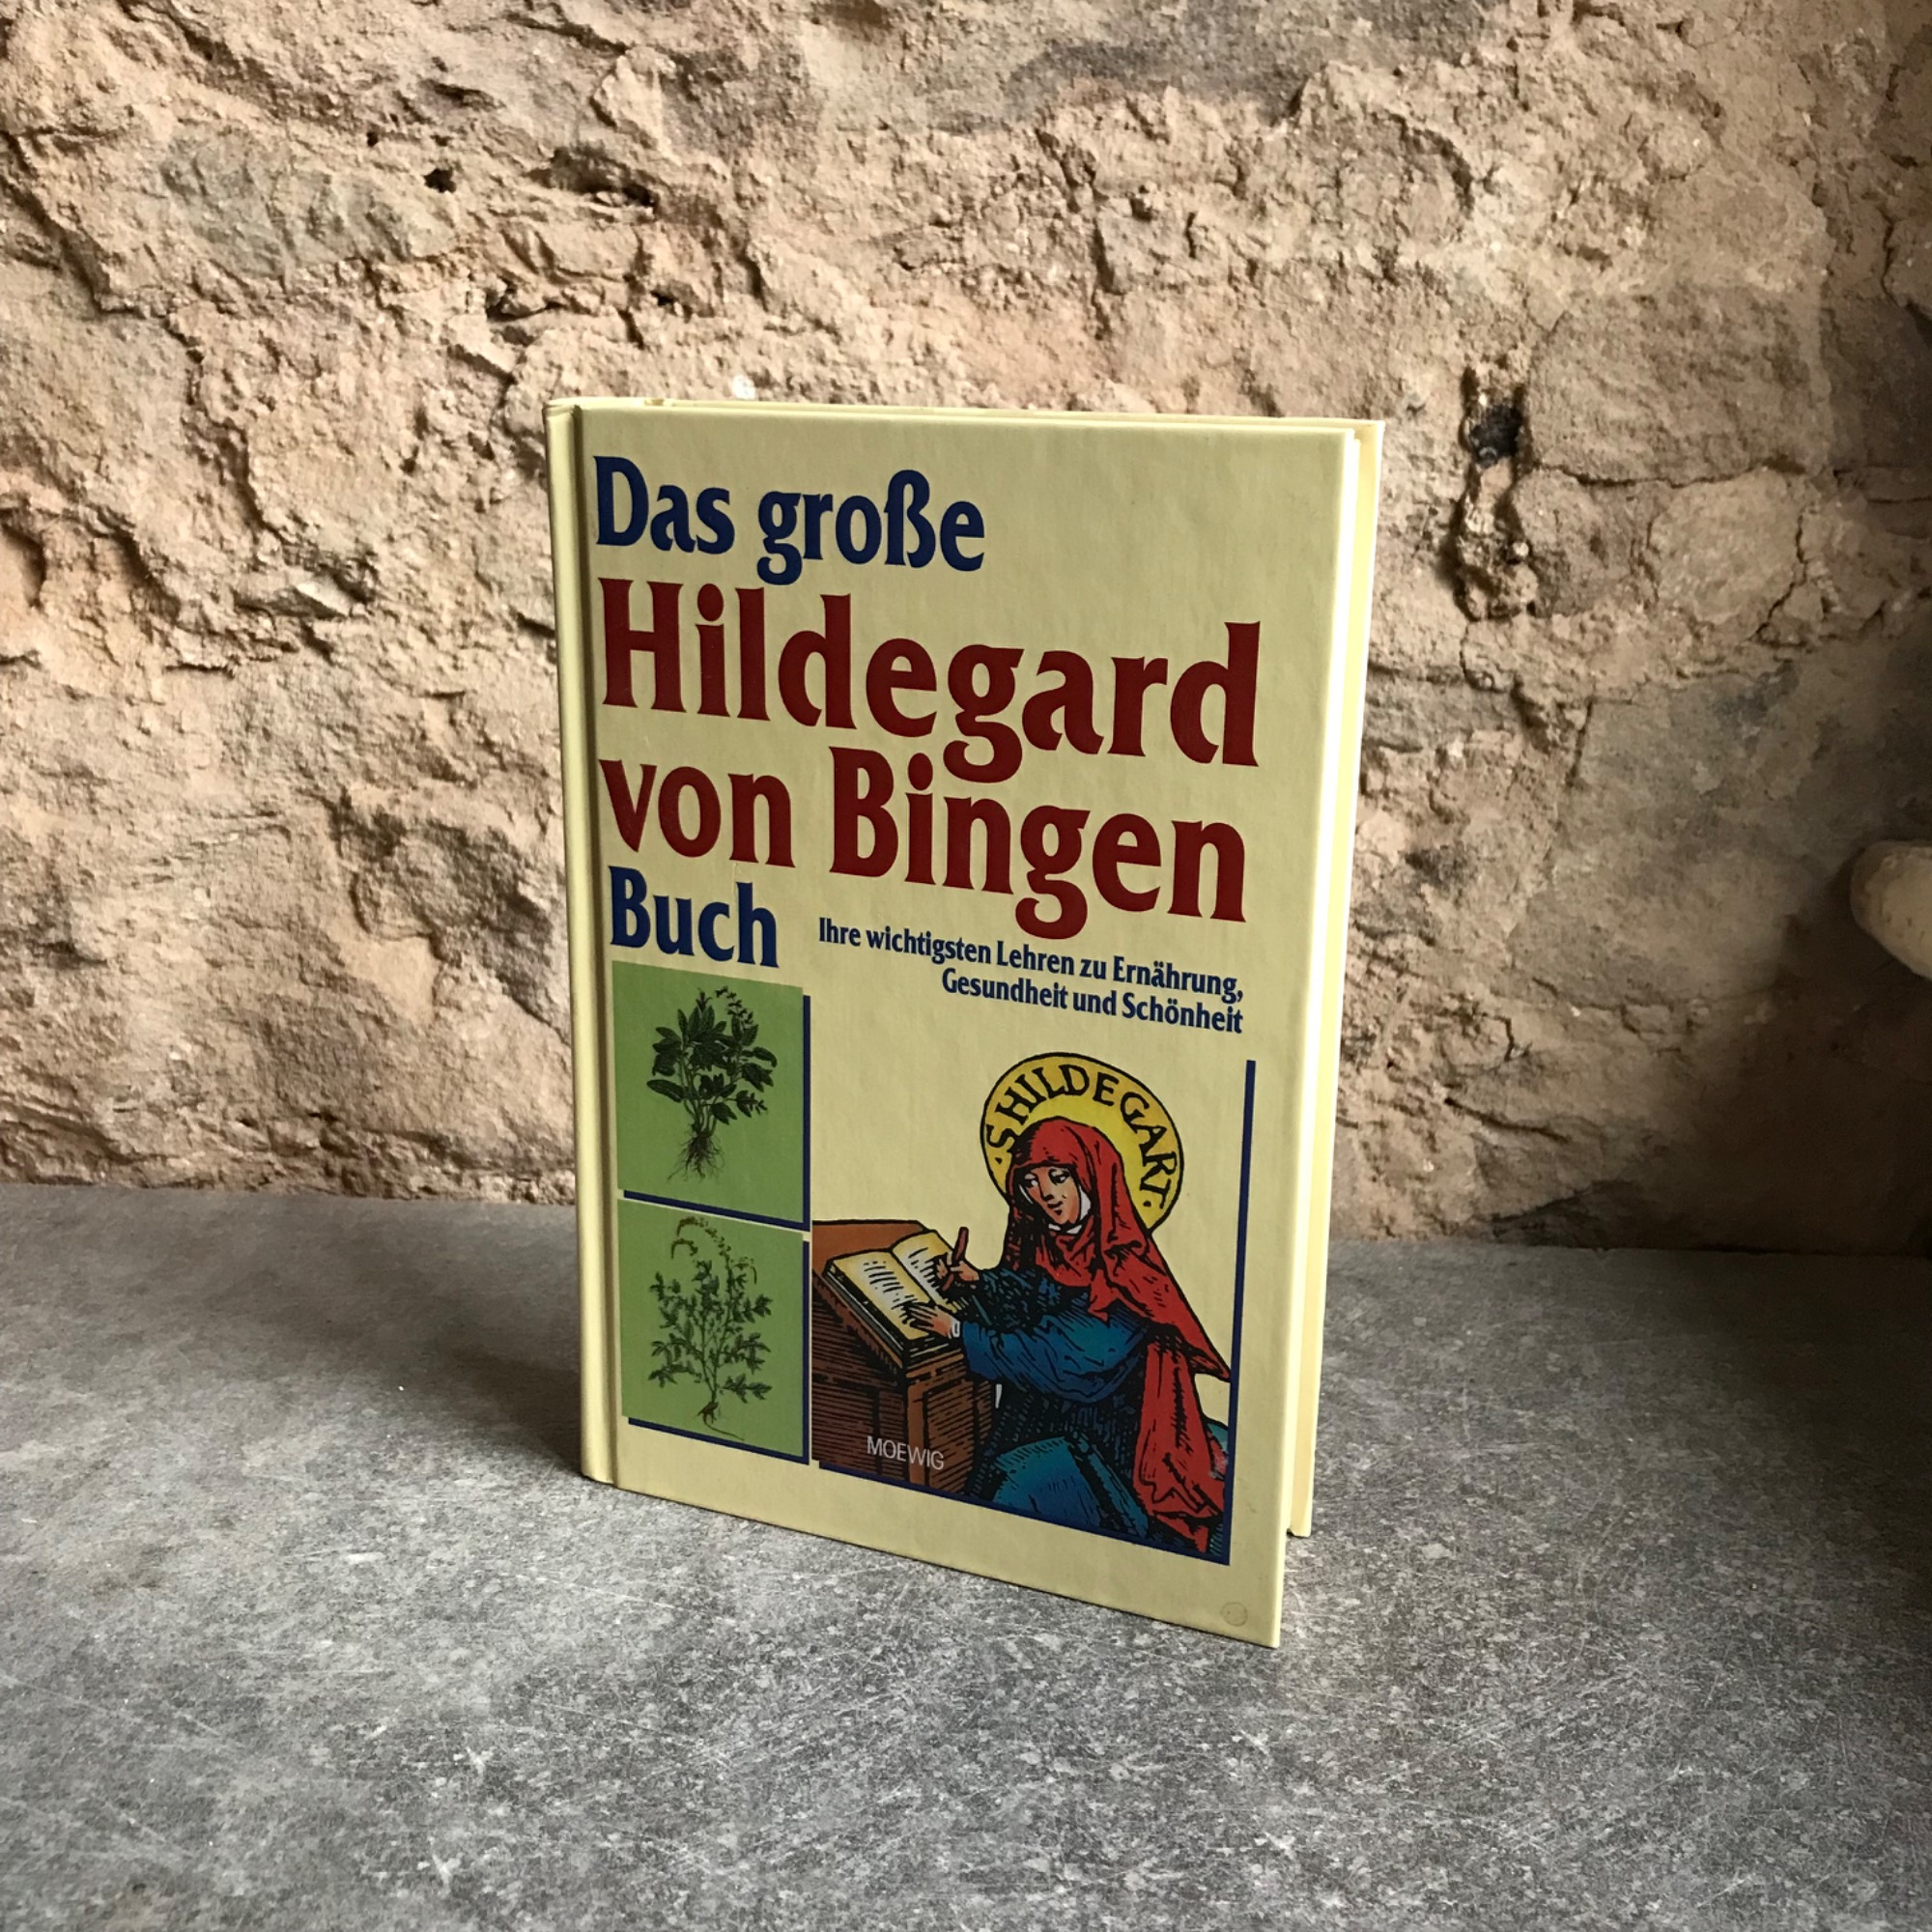 Das große
Hildegard
von Bingen
Buch
Ihre wichtigsten Lehren zu Ernährung,
Gesundheit und Schönheit
·S HILDEGART·
MOEWIG